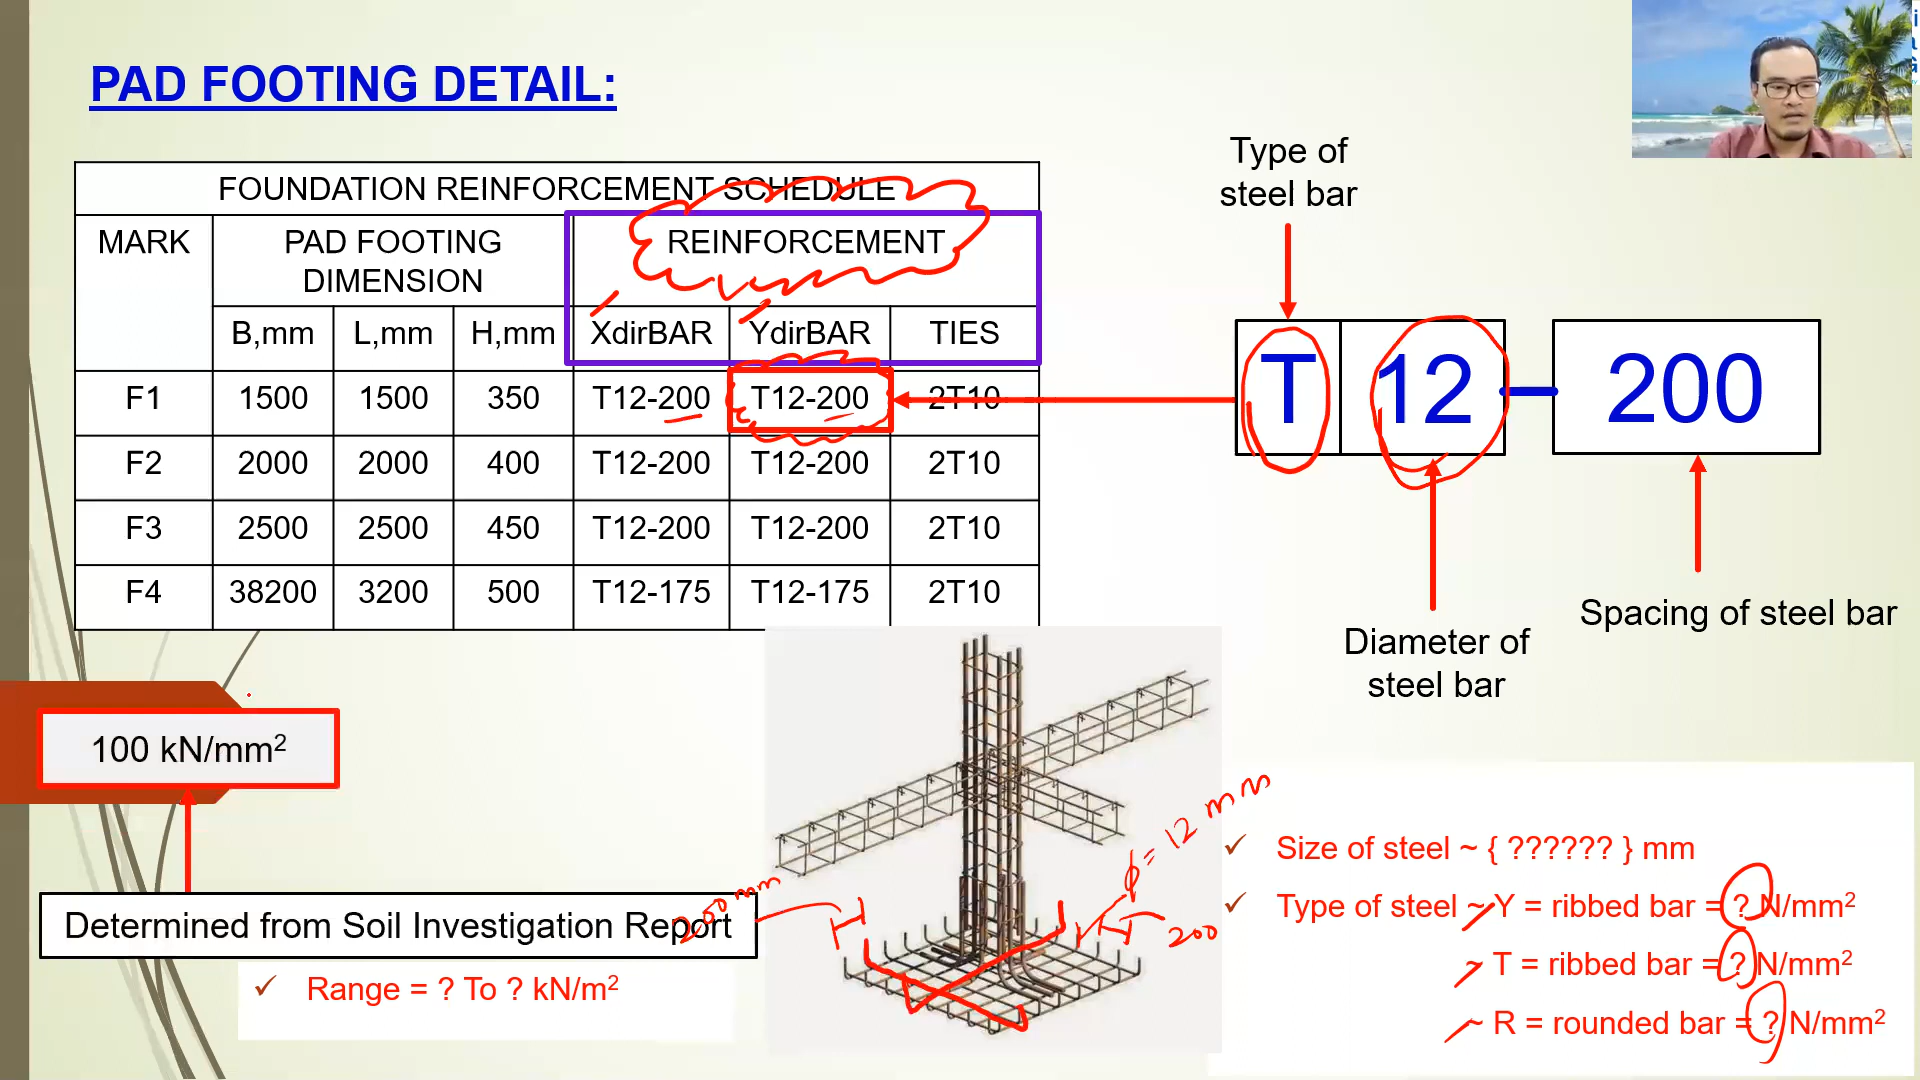 PAD FOOTING DETAIL:
FOUNDATION REINFORCEMENT SCHEDULE
MARK
PAD FOOTING
DIMENSION
REINFORCEMENT
B,mm L,mm H,mm XdirBAR YdirBAR TIES
F1 1500 1500 350 T12-200 T12-200 2T10
F2 2000 2000 400 T12-200 T12-200 2T10
F3 2500 2500 450 T12-200 T12-200 2T10
F4 38200 3200 500 T12-175 T12-175 2T10
Type of
steel bar
T 12 - 200
Diameter of
steel bar
Spacing of steel bar
100 kN/mm²
Determined from Soil Investigation Report
✓ Range = ? To ? kN/m²
200mm
ϕ = 12 mm
200
✓ Size of steel ~ { ?????? } mm
✓ Type of steel ~ Y = ribbed bar = ? N/mm²
~ T = ribbed bar = ? N/mm²
~ R = rounded bar = ? N/mm²